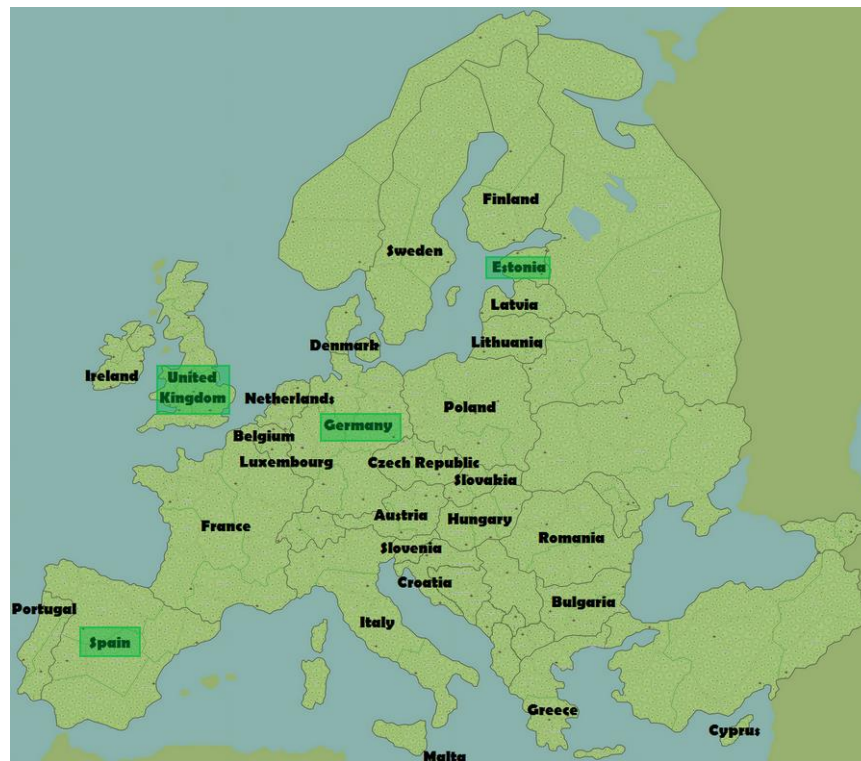 Finland
Sweden
Estonia
Latvia
Denmark
Lithuania
Ireland
United
Kingdom
Netherlands
Poland
Germany
Belgium
Luxembourg
Czech Republic
Slovakia
France
Austria
Hungary
Romania
Slovenia
Croatia
Bulgaria
Portugal
Italy
Spain
Greece
Cyprus
Malta